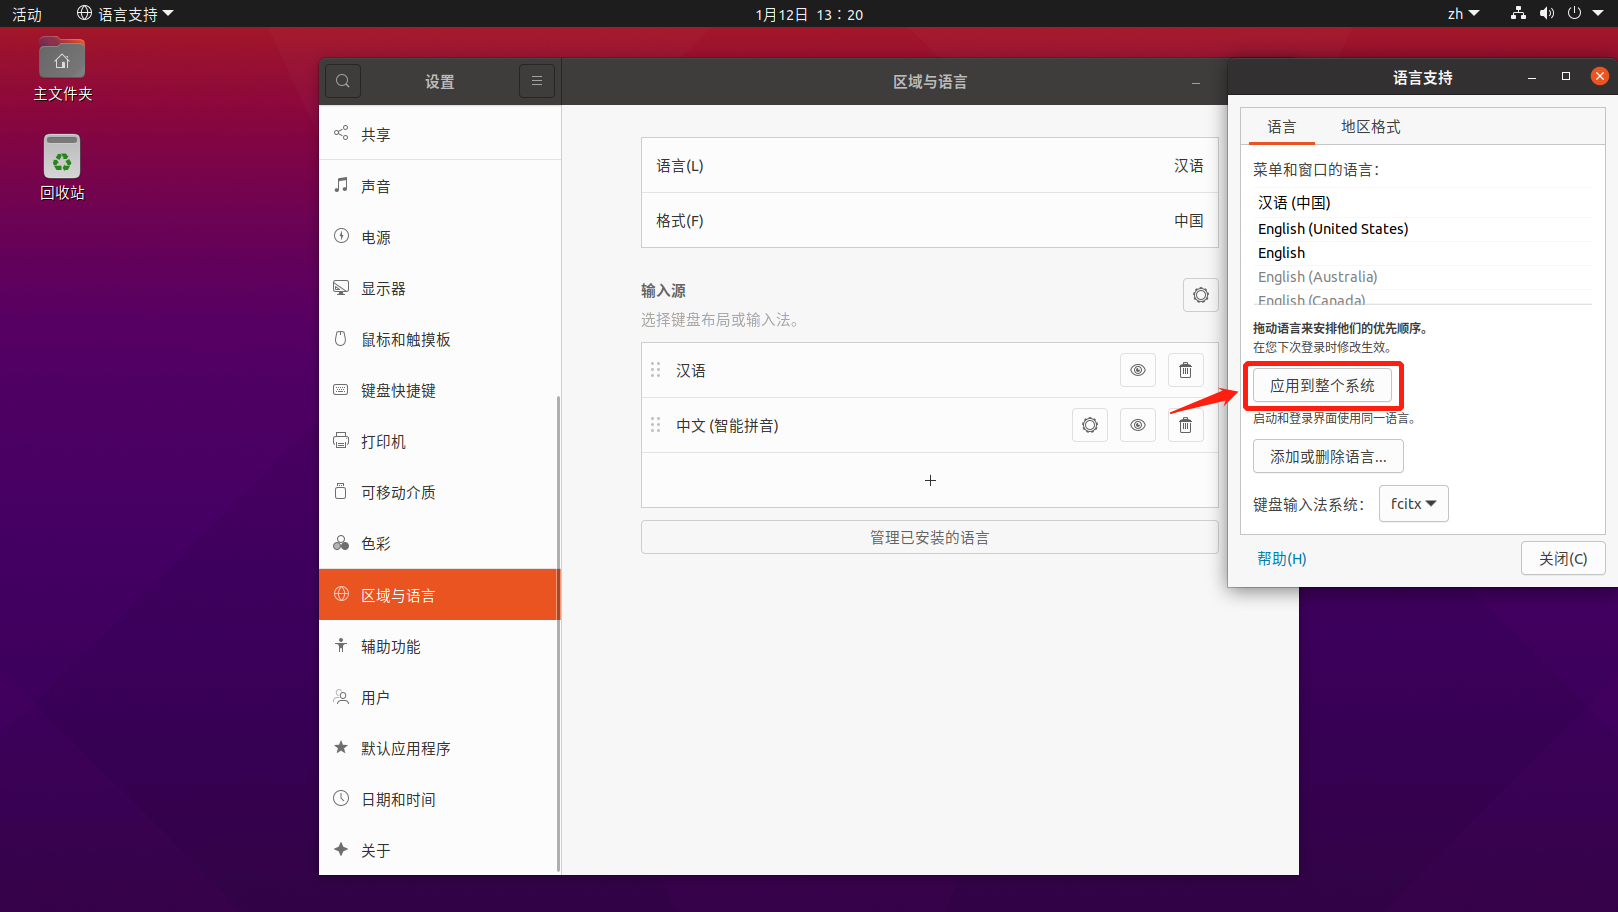 活动
语言支持
1月12日 13：20
zh
主文件夹
回收站
设置
区域与语言
共享
声音
电源
显示器
鼠标和触摸板
键盘快捷键
打印机
可移动介质
色彩
区域与语言
辅助功能
用户
默认应用程序
日期和时间
关于
语言(L)
汉语
格式(F)
中国
输入源
选择键盘布局或输入法。
汉语
中文 (智能拼音)
管理已安装的语言
语言支持
语言
地区格式
菜单和窗口的语言：
汉语 (中国)
English (United States)
English
English (Australia)
English (Canada)
拖动语言来安排他们的优先顺序。
在您下次登录时修改生效。
应用到整个系统
启动和登录界面使用同一语言。
添加或删除语言...
键盘输入法系统：
fcitx
帮助(H)
关闭(C)